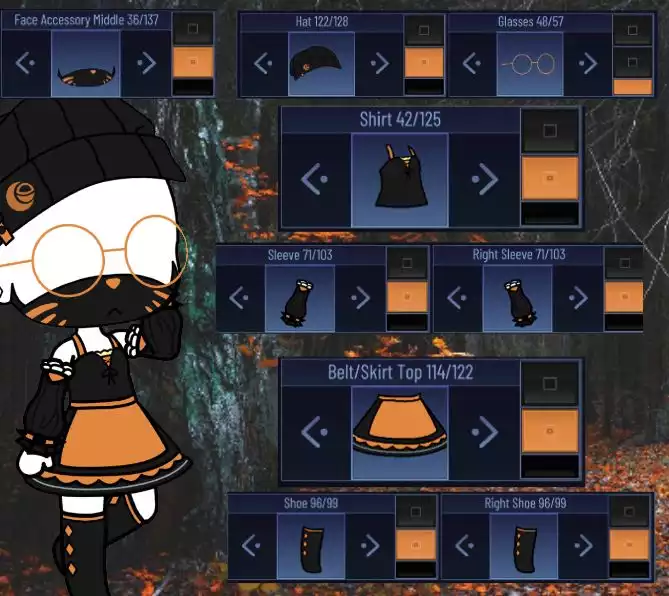 Face Accessory Middle 36/137
Hat 122/128
Glasses 48/57
Shirt 42/125
Sleeve 71/103
Right Sleeve 71/103
Belt/Skirt Top 114/122
Shoe 96/99
Right Shoe 96/99